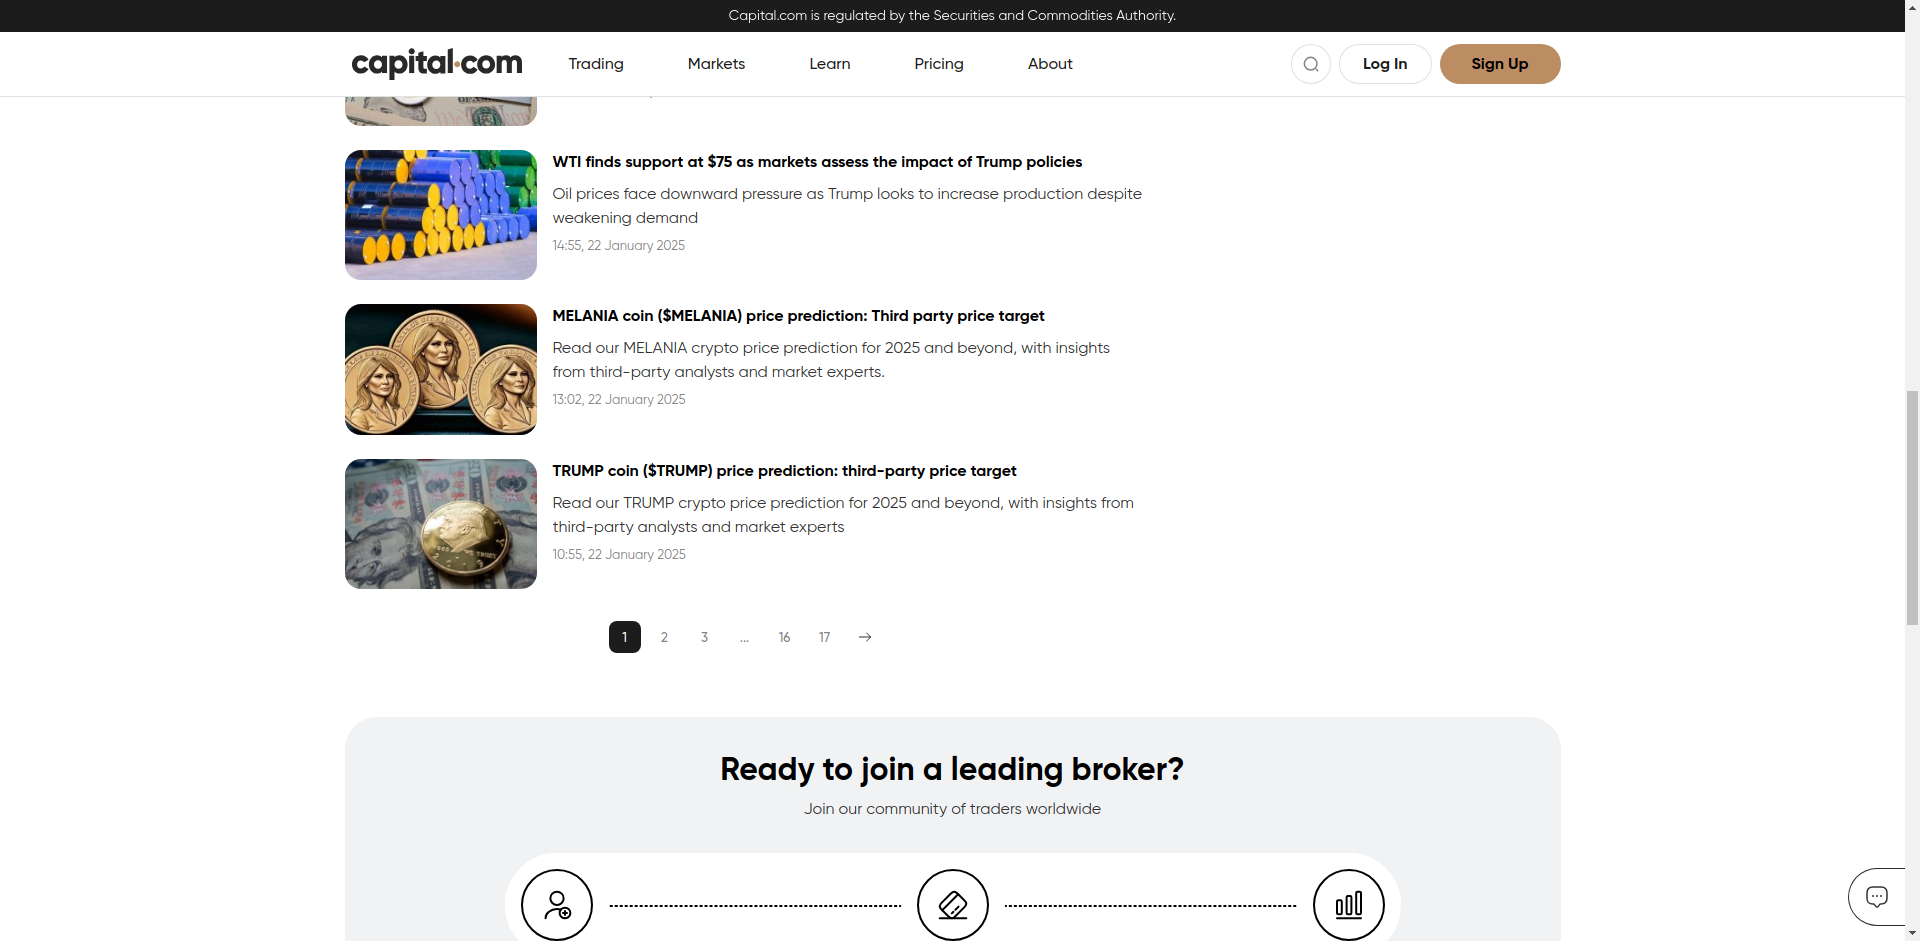 Capital.com is regulated by the Securities and Commodities Authority.
capital.com
Trading
Markets
Learn
Pricing
About
Log In
Sign Up
WTI finds support at $75 as markets assess the impact of Trump policies
Oil prices face downward pressure as Trump looks to increase production despite
weakening demand
14:55, 22 January 2025
MELANIA coin ($MELANIA) price prediction: Third party price target
Read our MELANIA crypto price prediction for 2025 and beyond, with insights
from third-party analysts and market experts.
13:02, 22 January 2025
TRUMP coin ($TRUMP) price prediction: third-party price target
Read our TRUMP crypto price prediction for 2025 and beyond, with insights from
third-party analysts and market experts
10:55, 22 January 2025
1 2 3 ... 16 17
Ready to join a leading broker?
Join our community of traders worldwide